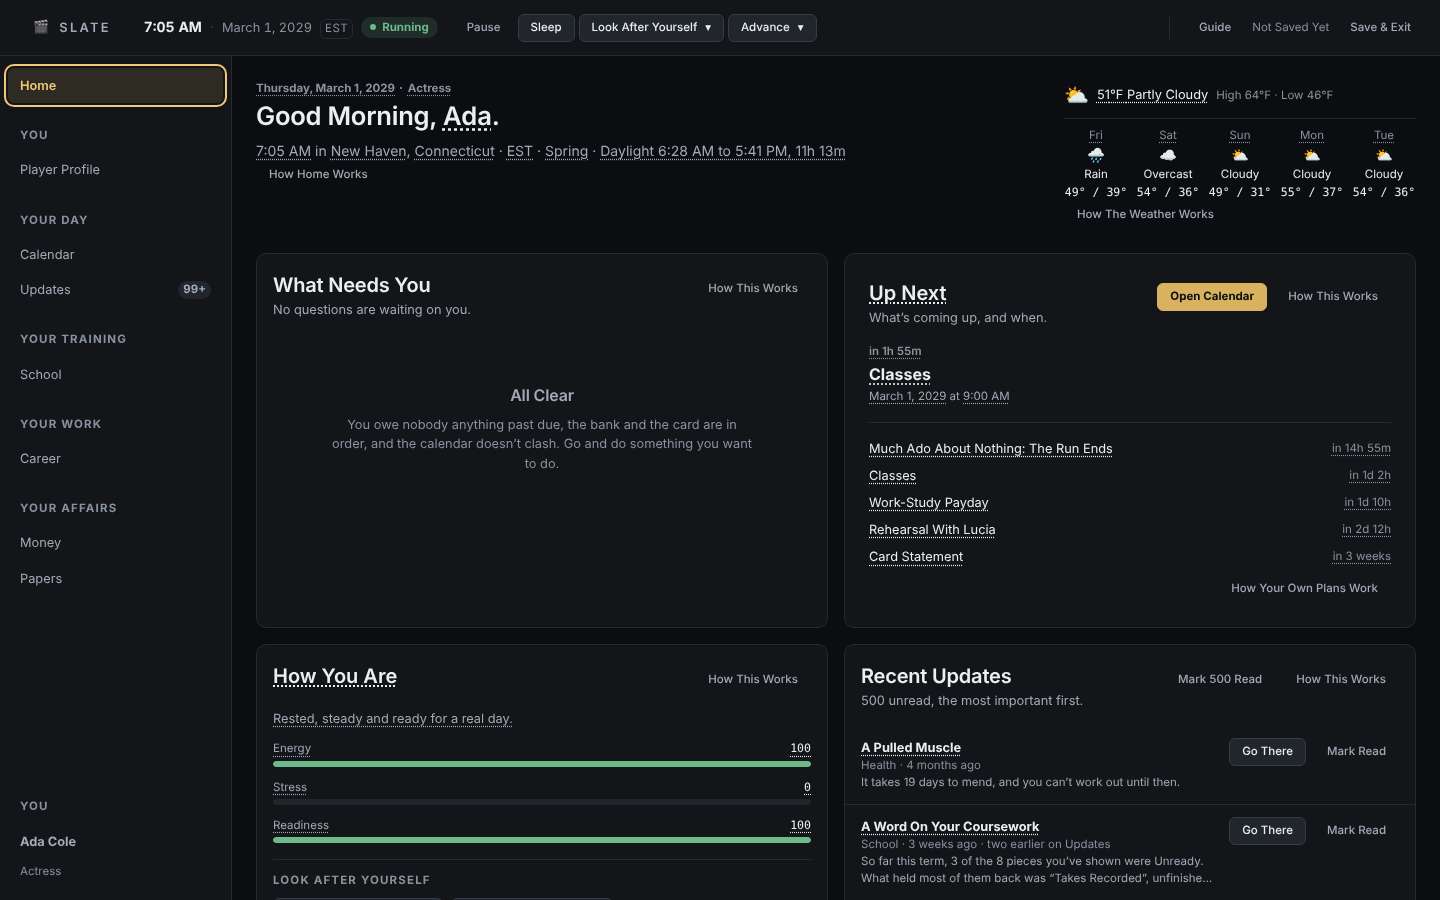 SLATE
7:05 AM · March 1, 2029 EST Running
Pause
Sleep
Look After Yourself ▾
Advance ▾
Guide
Not Saved Yet
Save & Exit
Home
YOU
Player Profile
YOUR DAY
Calendar
Updates 99+
YOUR TRAINING
School
YOUR WORK
Career
YOUR AFFAIRS
Money
Papers
YOU
Ada Cole
Actress
Thursday, March 1, 2029 · Actress
Good Morning, Ada.
7:05 AM in New Haven, Connecticut · EST · Spring · Daylight 6:28 AM to 5:41 PM, 11h 13m
How Home Works
51°F Partly Cloudy High 64°F · Low 46°F
Fri Sat Sun Mon Tue
Rain Overcast Cloudy Cloudy Cloudy
49° / 39° 54° / 36° 49° / 31° 55° / 37° 54° / 36°
How The Weather Works
What Needs You
How This Works
No questions are waiting on you.
All Clear
You owe nobody anything past due, the bank and the card are in
order, and the calendar doesn’t clash. Go and do something you want
to do.
Up Next
Open Calendar
How This Works
What’s coming up, and when.
in 1h 55m
Classes
March 1, 2029 at 9:00 AM
Much Ado About Nothing: The Run Ends in 14h 55m
Classes in 1d 2h
Work-Study Payday in 1d 10h
Rehearsal With Lucia in 2d 12h
Card Statement in 3 weeks
How Your Own Plans Work
How You Are
How This Works
Rested, steady and ready for a real day.
Energy 100
Stress 0
Readiness 100
LOOK AFTER YOURSELF
Recent Updates
Mark 500 Read
How This Works
500 unread, the most important first.
A Pulled Muscle
Go There
Mark Read
Health · 4 months ago
It takes 19 days to mend, and you can’t work out until then.
A Word On Your Coursework
Go There
Mark Read
School · 3 weeks ago · two earlier on Updates
So far this term, 3 of the 8 pieces you’ve shown were Unready.
What held most of them back was “Takes Recorded”, unfinishe…